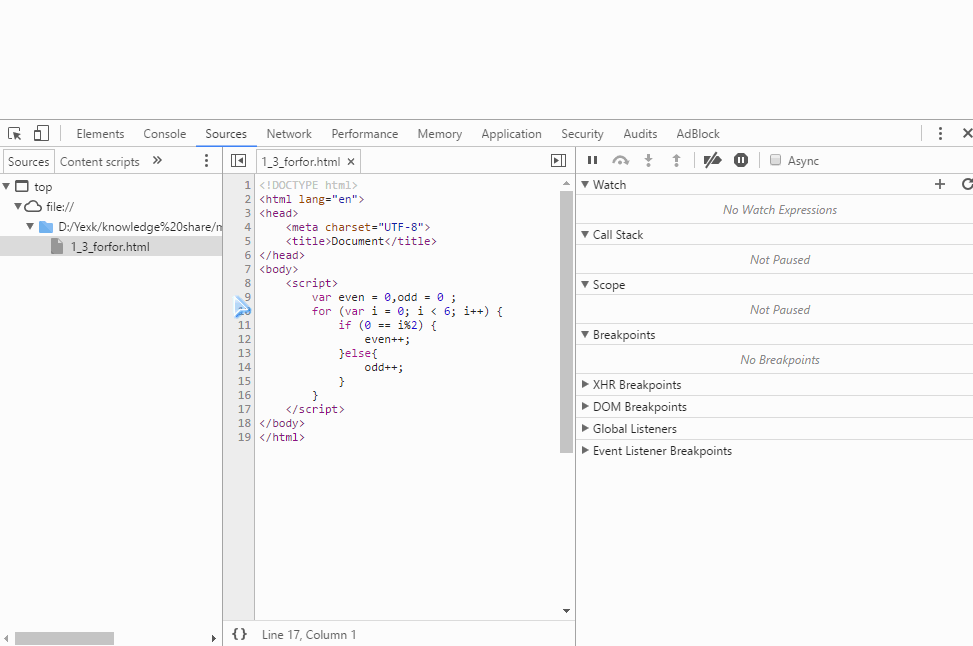 Elements Console Sources Network Performance Memory Application Security Audits AdBlock
Sources Content scripts »
1_3_forfor.html ×
Async
top
file://
D:/Yexk/knowledge%20share/
1_3_forfor.html
1 <!DOCTYPE html>
2 <html lang="en">
3 <head>
4 <meta charset="UTF-8">
5 <title>Document</title>
6 </head>
7 <body>
8 <script>
9 var even = 0,odd = 0 ;
for (var i = 0; i < 6; i++) {
11 if (0 == i%2) {
12 even++;
13 }else{
14 odd++;
15 }
16 }
17 </script>
18 </body>
19 </html>
{} Line 17, Column 1
Watch
No Watch Expressions
Call Stack
Not Paused
Scope
Not Paused
Breakpoints
No Breakpoints
XHR Breakpoints
DOM Breakpoints
Global Listeners
Event Listener Breakpoints